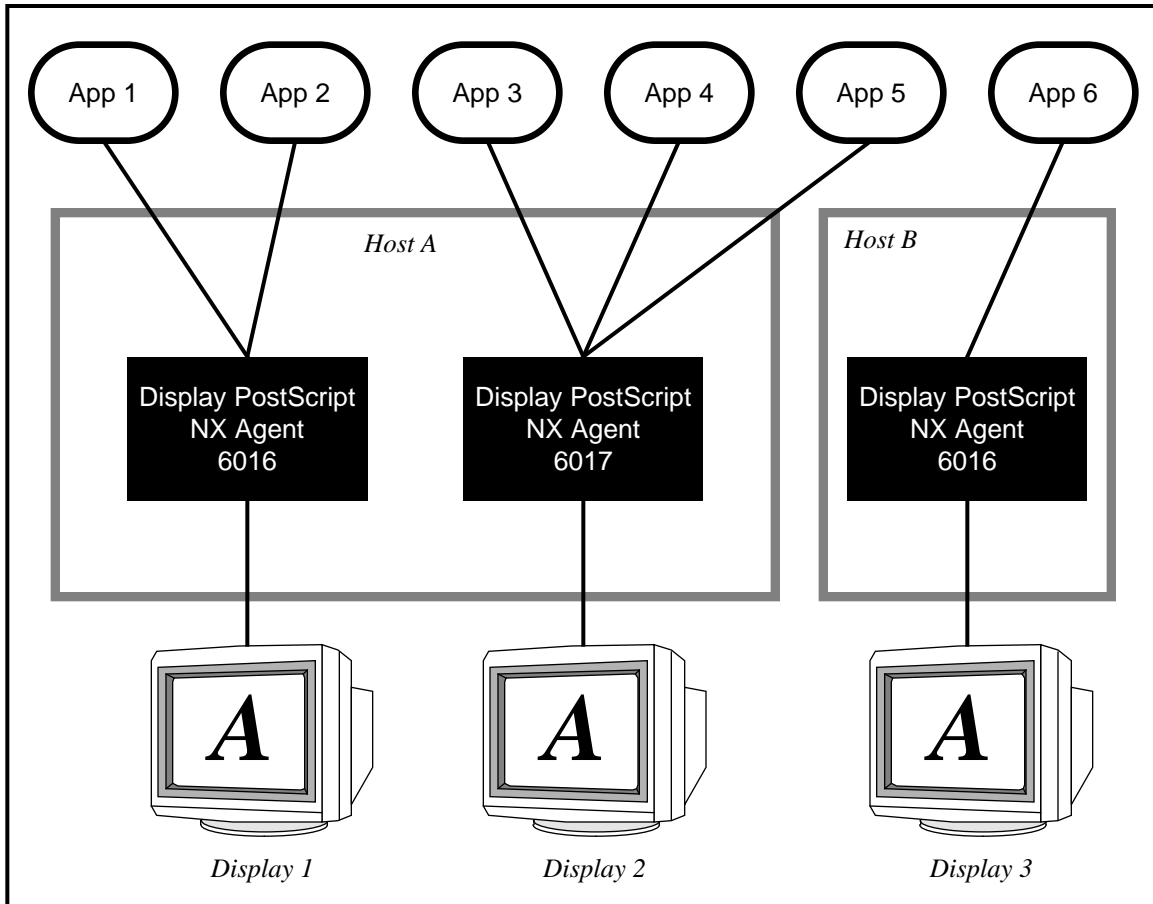 App 1
App 2
App 3
App 4
App 5
App 6
Host A
Host B
Display PostScript
NX Agent
6016
Display PostScript
NX Agent
6017
Display PostScript
NX Agent
6016
A
A
A
Display 1
Display 2
Display 3